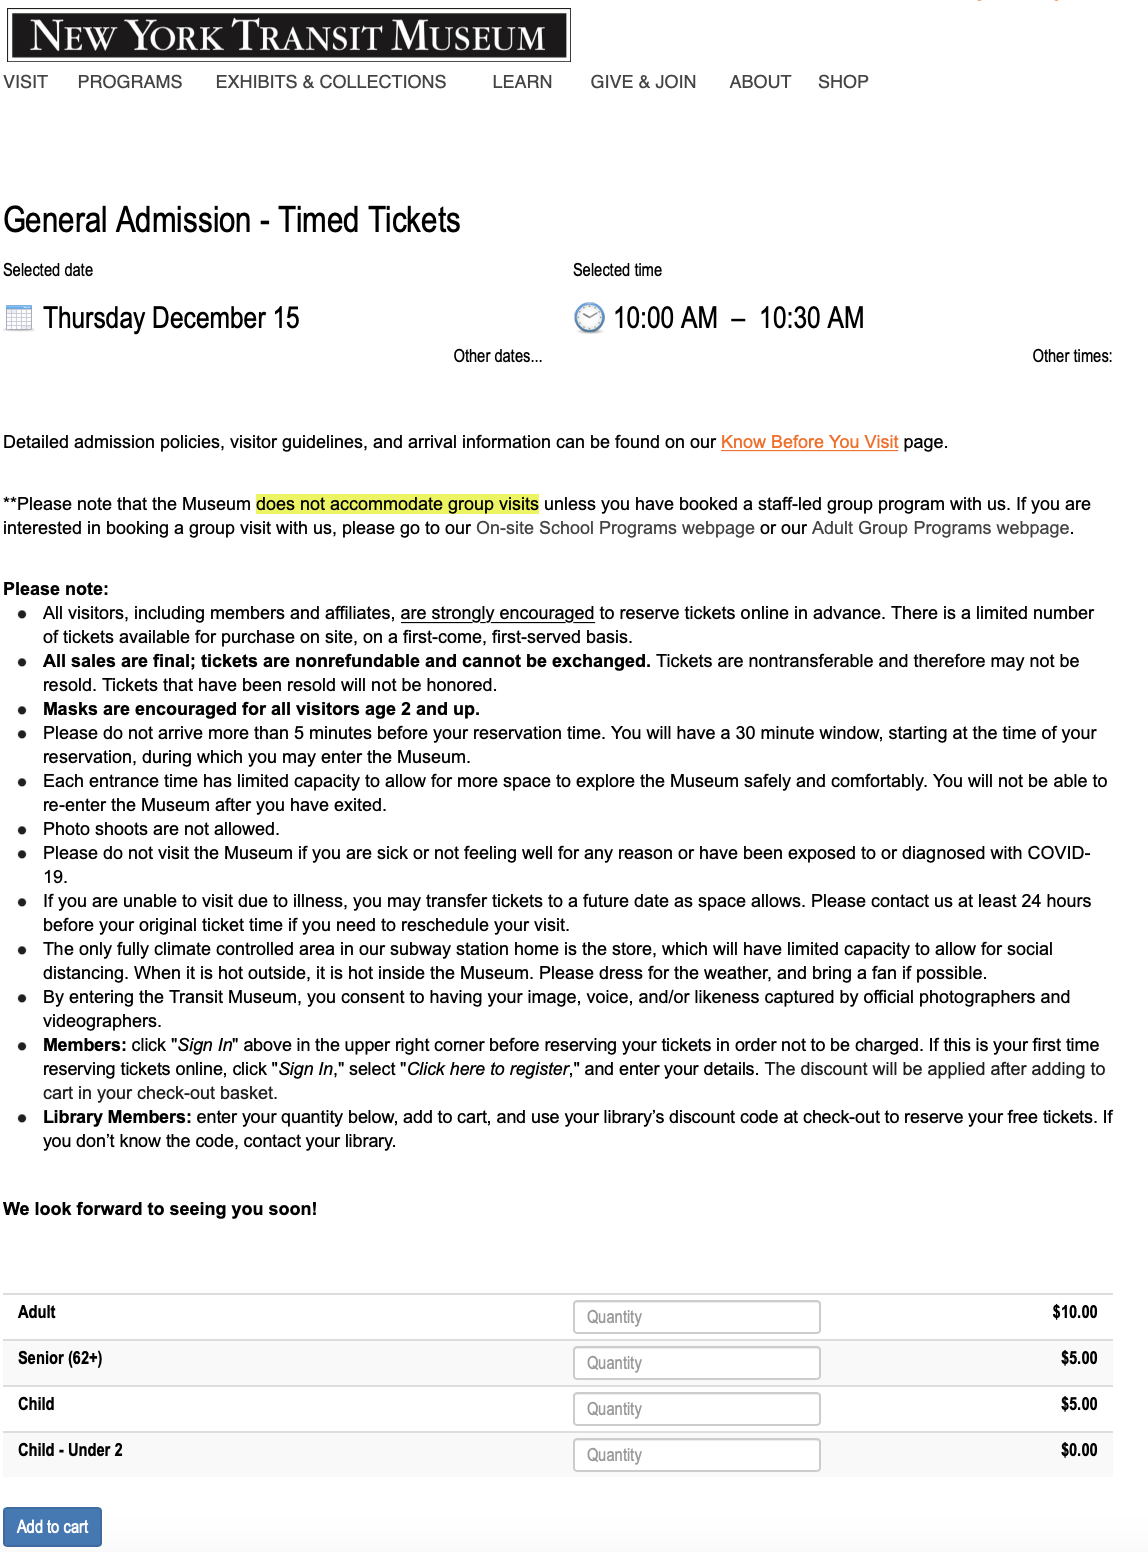 NEW YORK TRANSIT MUSEUM
VISIT PROGRAMS EXHIBITS & COLLECTIONS LEARN GIVE & JOIN ABOUT SHOP
General Admission - Timed Tickets
Selected date Selected time
Thursday December 15 10:00 AM – 10:30 AM
Other dates... Other times:
Detailed admission policies, visitor guidelines, and arrival information can be found on our Know Before You Visit page.
**Please note that the Museum does not accommodate group visits unless you have booked a staff-led group program with us. If you are
interested in booking a group visit with us, please go to our On-site School Programs webpage or our Adult Group Programs webpage.
Please note:
● All visitors, including members and affiliates, are strongly encouraged to reserve tickets online in advance. There is a limited number
of tickets available for purchase on site, on a first-come, first-served basis.
● All sales are final; tickets are nonrefundable and cannot be exchanged. Tickets are nontransferable and therefore may not be
resold. Tickets that have been resold will not be honored.
● Masks are encouraged for all visitors age 2 and up.
● Please do not arrive more than 5 minutes before your reservation time. You will have a 30 minute window, starting at the time of your
reservation, during which you may enter the Museum.
● Each entrance time has limited capacity to allow for more space to explore the Museum safely and comfortably. You will not be able to
re-enter the Museum after you have exited.
● Photo shoots are not allowed.
● Please do not visit the Museum if you are sick or not feeling well for any reason or have been exposed to or diagnosed with COVID-
19.
● If you are unable to visit due to illness, you may transfer tickets to a future date as space allows. Please contact us at least 24 hours
before your original ticket time if you need to reschedule your visit.
● The only fully climate controlled area in our subway station home is the store, which will have limited capacity to allow for social
distancing. When it is hot outside, it is hot inside the Museum. Please dress for the weather, and bring a fan if possible.
● By entering the Transit Museum, you consent to having your image, voice, and/or likeness captured by official photographers and
videographers.
● Members: click "Sign In" above in the upper right corner before reserving your tickets in order not to be charged. If this is your first time
reserving tickets online, click "Sign In," select "Click here to register," and enter your details. The discount will be applied after adding to
cart in your check-out basket.
● Library Members: enter your quantity below, add to cart, and use your library’s discount code at check-out to reserve your free tickets. If
you don’t know the code, contact your library.
We look forward to seeing you soon!
Adult Quantity $10.00
Senior (62+) Quantity $5.00
Child Quantity $5.00
Child - Under 2 Quantity $0.00
Add to cart